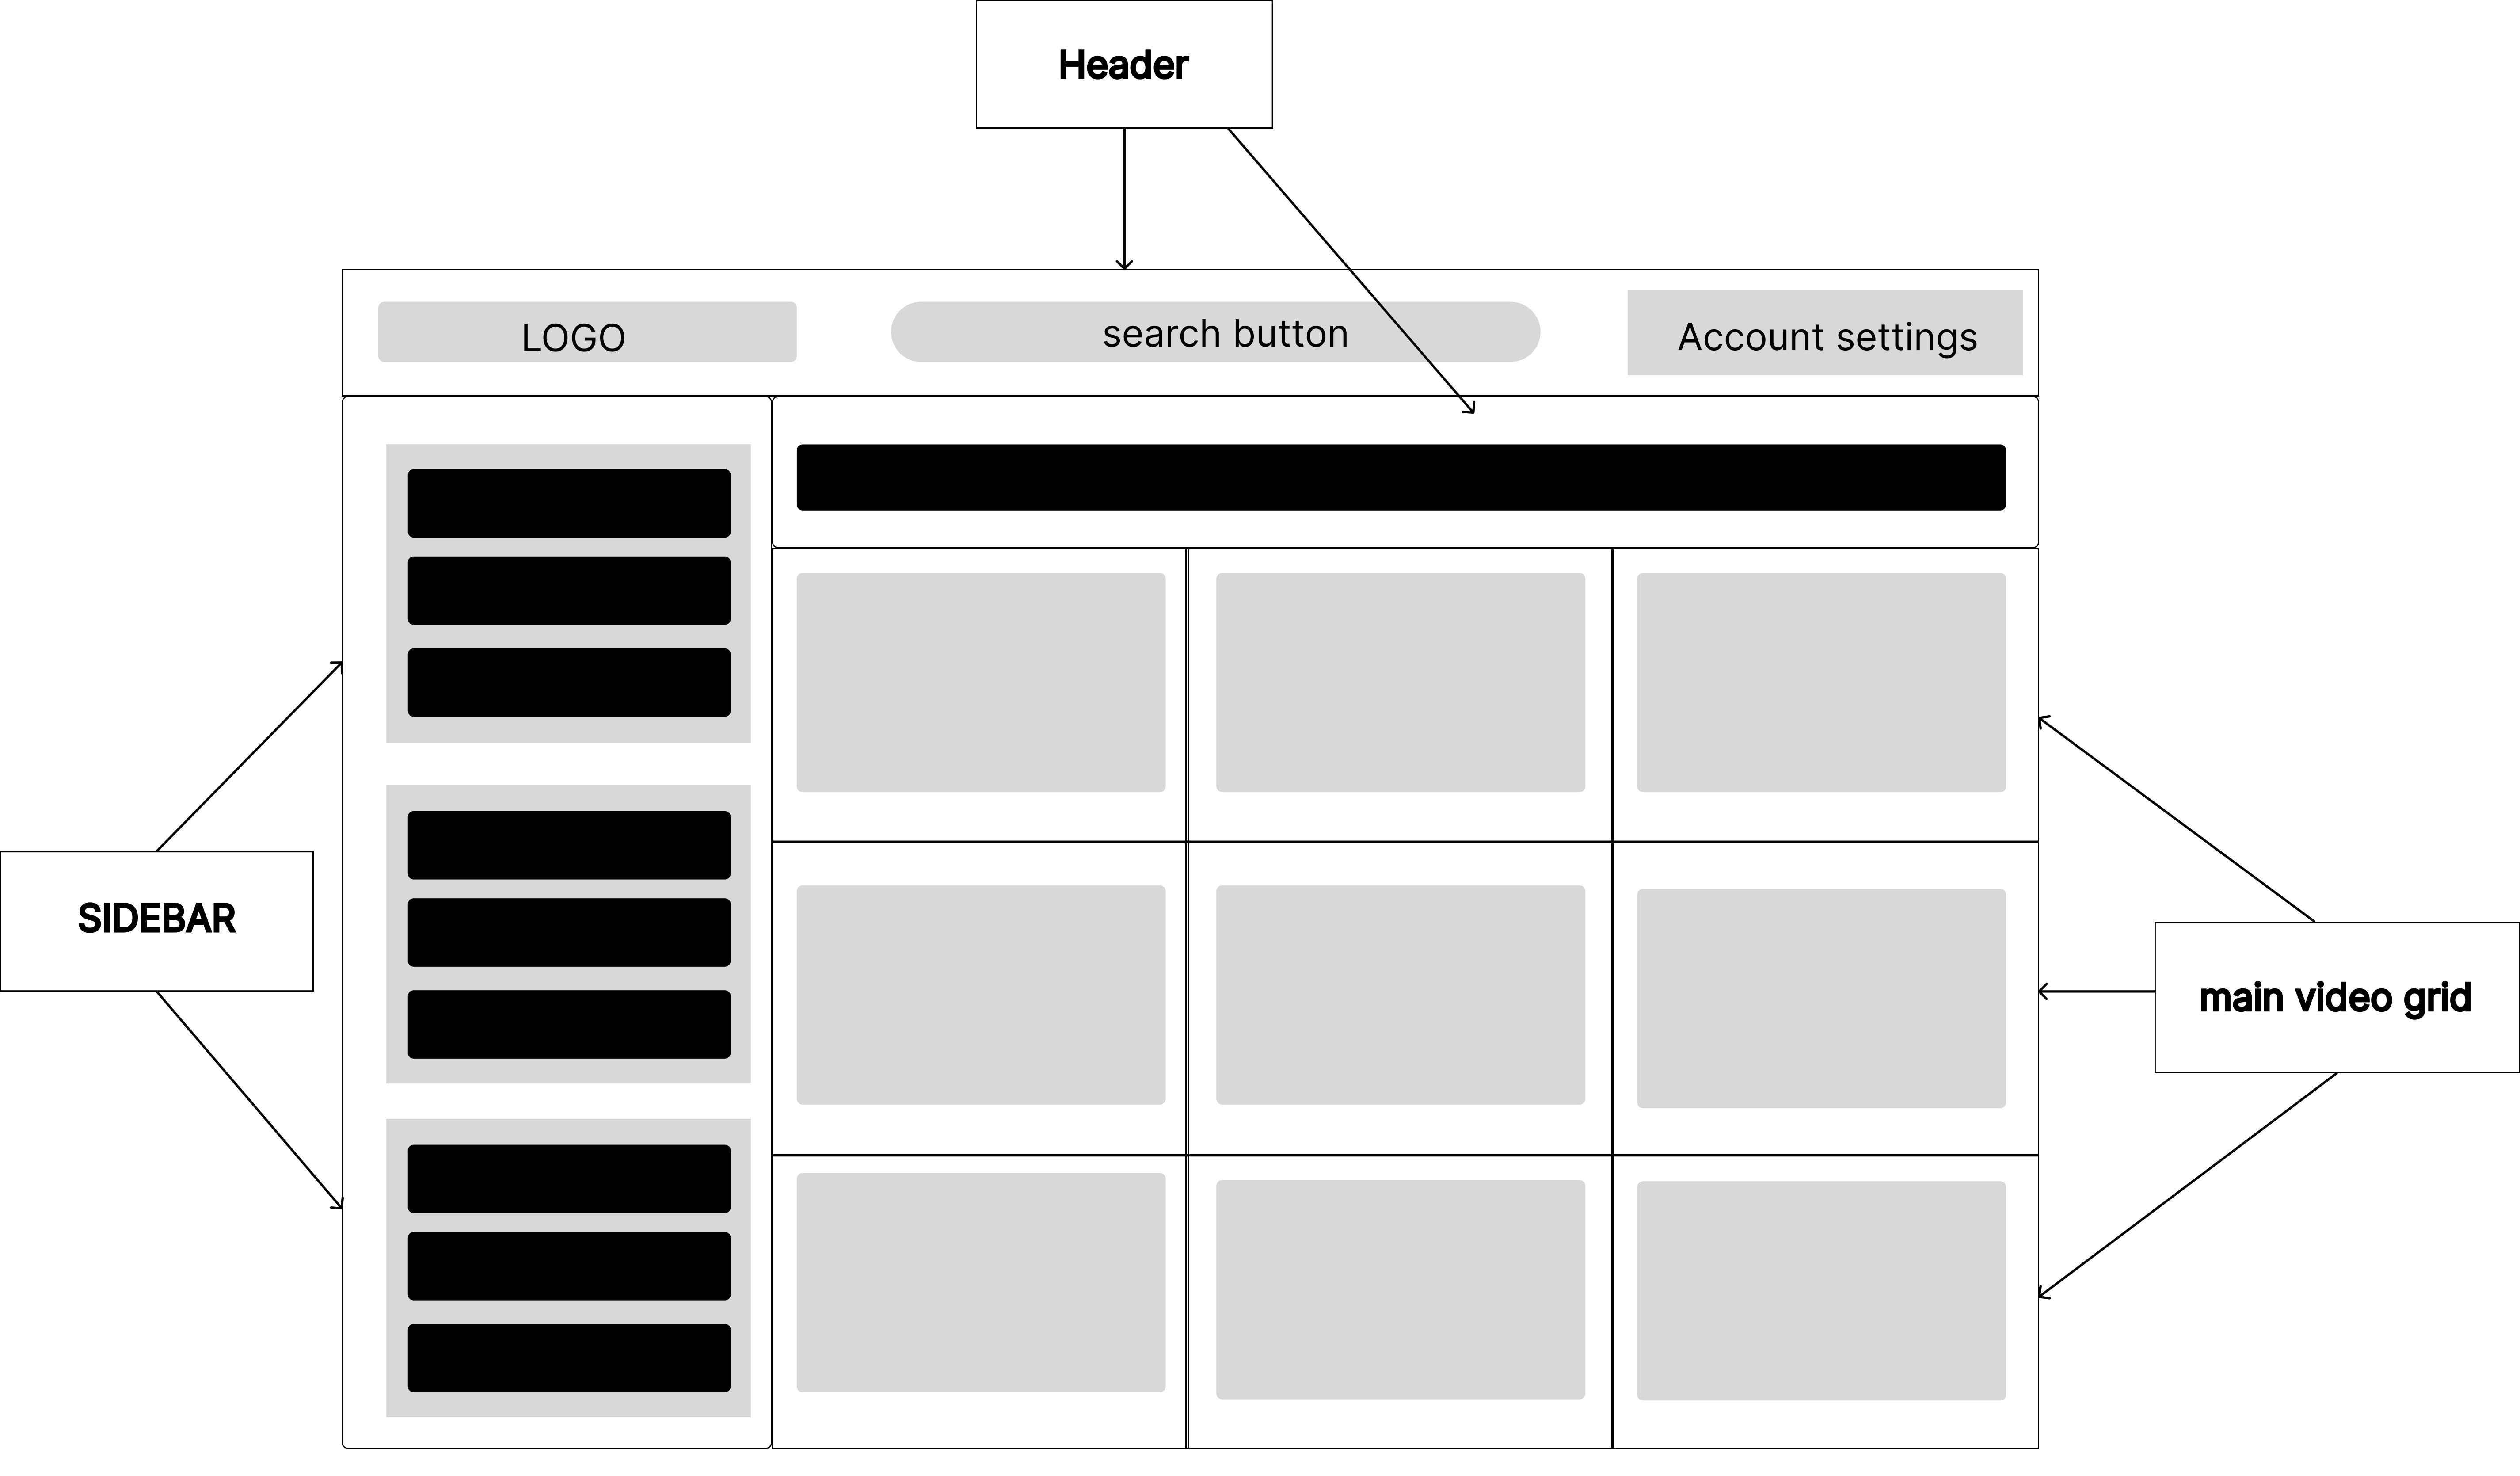 Header
LOGO
search button
Account settings
SIDEBAR
main video grid